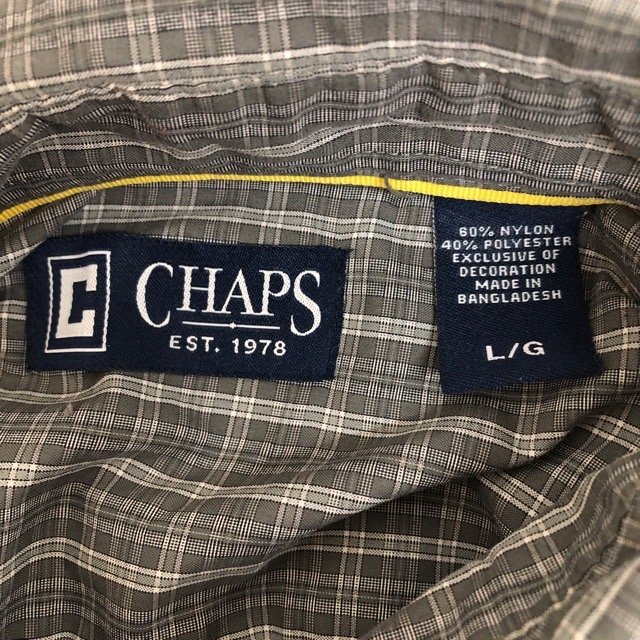 C
CHAPS
EST. 1978
60% NYLON
40% POLYESTER
EXCLUSIVE OF
DECORATION
MADE IN
BANGLADESH
L/G